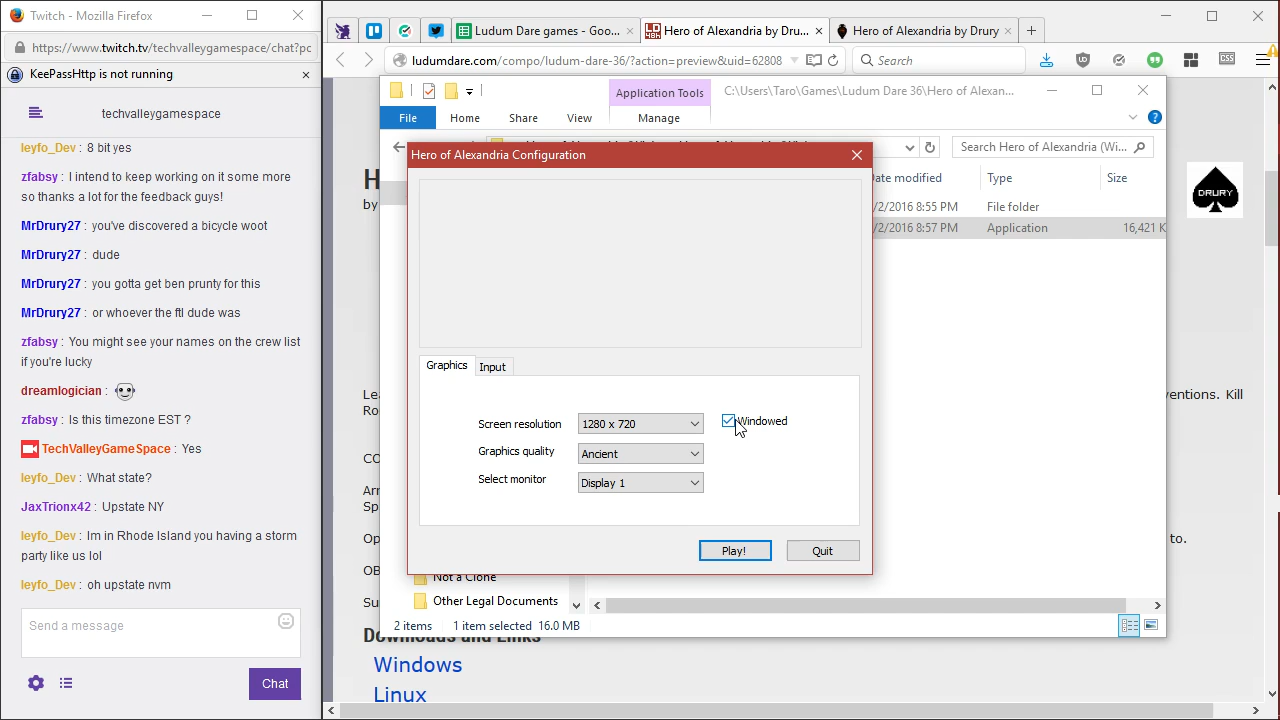 Twitch - Mozilla Firefox
https://www.twitch.tv/techvalleygamespace/chat?pc
KeePassHttp is not running
techvalleygamespace
leyfo_Dev : 8 bit yes
zfabsy : I intend to keep working on it some more
so thanks a lot for the feedback guys!
MrDrury27 : you've discovered a bicycle woot
MrDrury27 : dude
MrDrury27 : you gotta get ben prunty for this
MrDrury27 : or whoever the ftl dude was
zfabsy : You might see your names on the crew list
if you're lucky
dreamlogician :
zfabsy : Is this timezone EST ?
TechValleyGameSpace : Yes
leyfo_Dev : What state?
JaxTrionx42 : Upstate NY
leyfo_Dev : Im in Rhode Island you having a storm
party like us lol
leyfo_Dev : oh upstate nvm
Send a message
Chat
Ludum Dare games - Goo...
Hero of Alexandria by Dru...
Hero of Alexandria by Drury
ludumdare.com/compo/ludum-dare-36/?action=preview&uid=62808
Search
Application Tools
C:\Users\Taro\Games\Ludum Dare 36\Hero of Alexan...
File
Home
Share
View
Manage
Search Hero of Alexandria (Wi...
Date modified
Type
Size
/2/2016 8:55 PM
File folder
/2/2016 8:57 PM
Application
16,421 K
Hero of Alexandria Configuration
Graphics
Input
Screen resolution
1280 x 720
Windowed
Graphics quality
Ancient
Select monitor
Display 1
Play!
Quit
Not a Clone
Other Legal Documents
2 items
1 item selected 16.0 MB
DRURY
H
by
Lea
ventions. Kill
Ro
CO
Arr
Sp
Op
to.
OB
Su
Downloads and Links
Windows
Linux